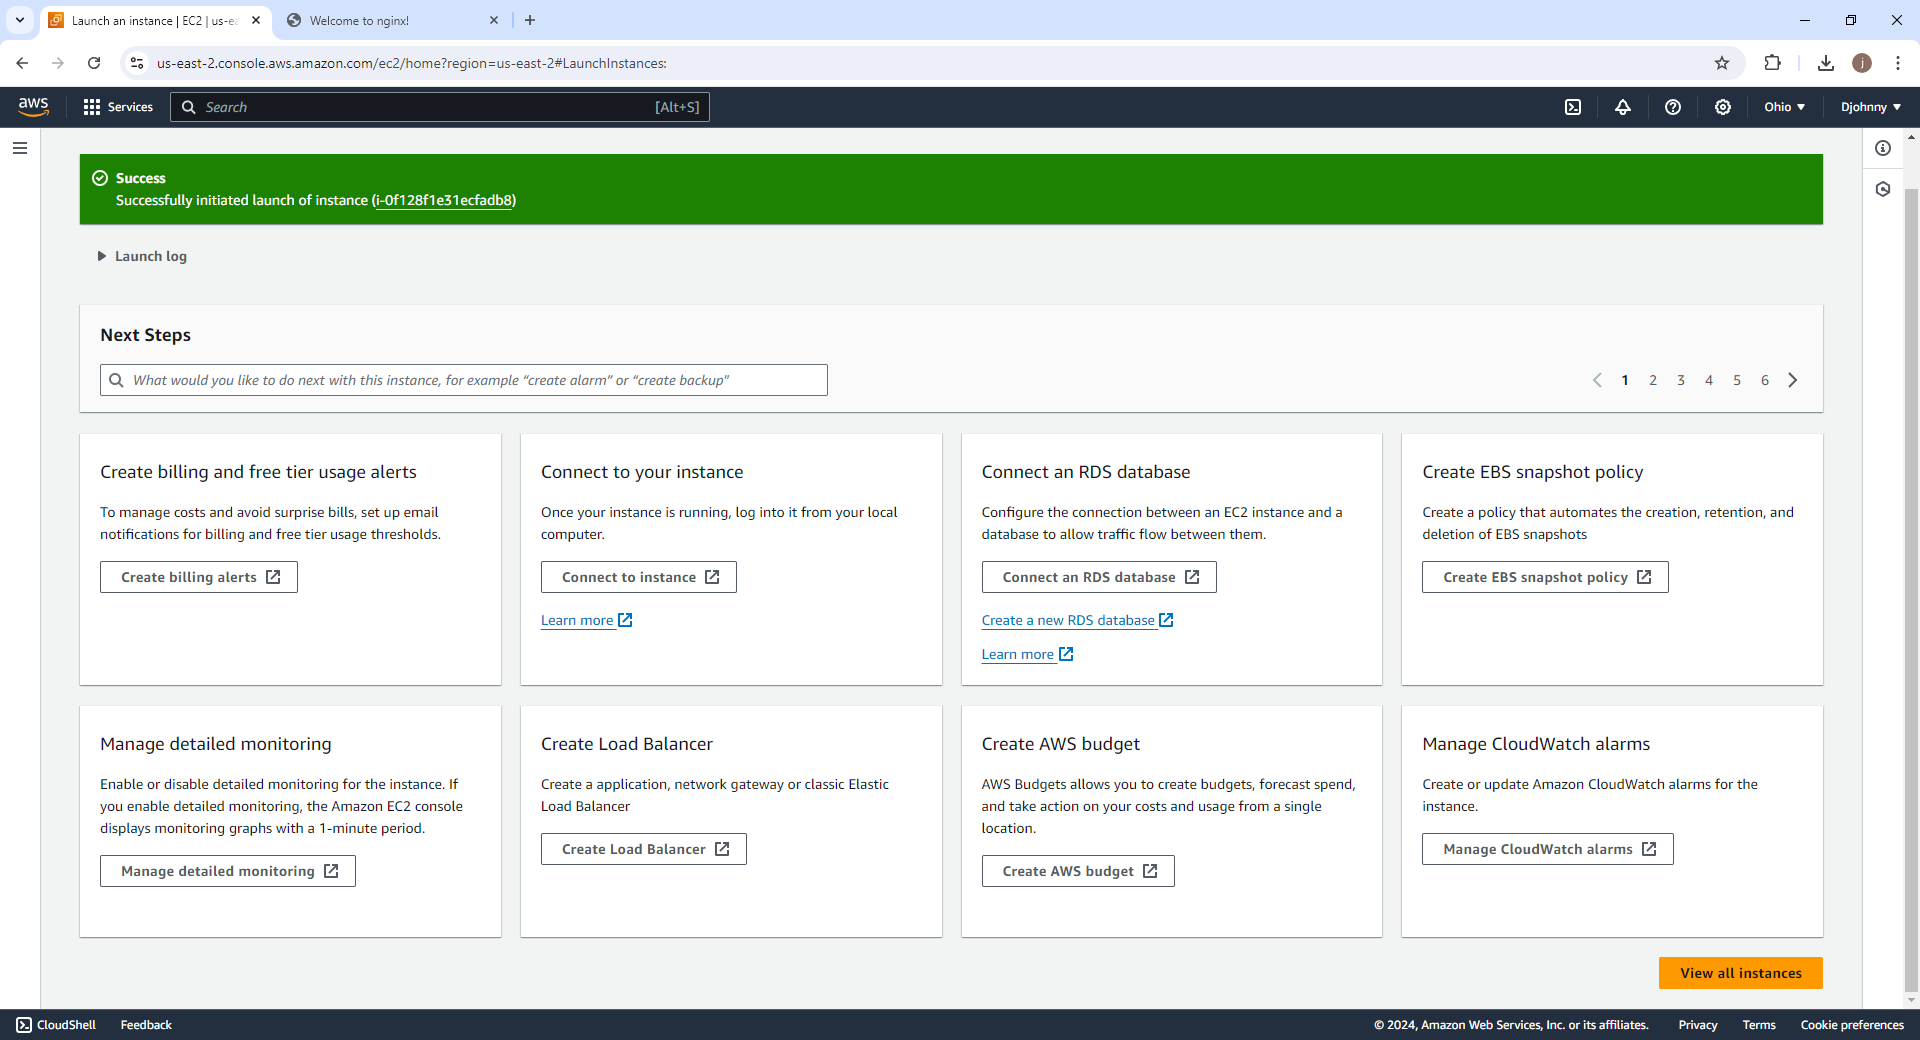 Launch an instance | EC2 | us-ea
Welcome to nginx!
us-east-2.console.aws.amazon.com/ec2/home?region=us-east-2#LaunchInstances:
j
aws
Services
Search
[Alt+S]
Ohio
Djohnny
Success
Successfully initiated launch of instance (i-0f128f1e31ecfadb8)
Launch log
Next Steps
What would you like to do next with this instance, for example “create alarm” or “create backup”
1 2 3 4 5 6
Create billing and free tier usage alerts
To manage costs and avoid surprise bills, set up email
notifications for billing and free tier usage thresholds.
Create billing alerts
Connect to your instance
Once your instance is running, log into it from your local
computer.
Connect to instance
Learn more
Connect an RDS database
Configure the connection between an EC2 instance and a
database to allow traffic flow between them.
Connect an RDS database
Create a new RDS database
Learn more
Create EBS snapshot policy
Create a policy that automates the creation, retention, and
deletion of EBS snapshots
Create EBS snapshot policy
Manage detailed monitoring
Enable or disable detailed monitoring for the instance. If
you enable detailed monitoring, the Amazon EC2 console
displays monitoring graphs with a 1-minute period.
Manage detailed monitoring
Create Load Balancer
Create a application, network gateway or classic Elastic
Load Balancer
Create Load Balancer
Create AWS budget
AWS Budgets allows you to create budgets, forecast spend,
and take action on your costs and usage from a single
location.
Create AWS budget
Manage CloudWatch alarms
Create or update Amazon CloudWatch alarms for the
instance.
Manage CloudWatch alarms
View all instances
CloudShell
Feedback
© 2024, Amazon Web Services, Inc. or its affiliates.
Privacy
Terms
Cookie preferences